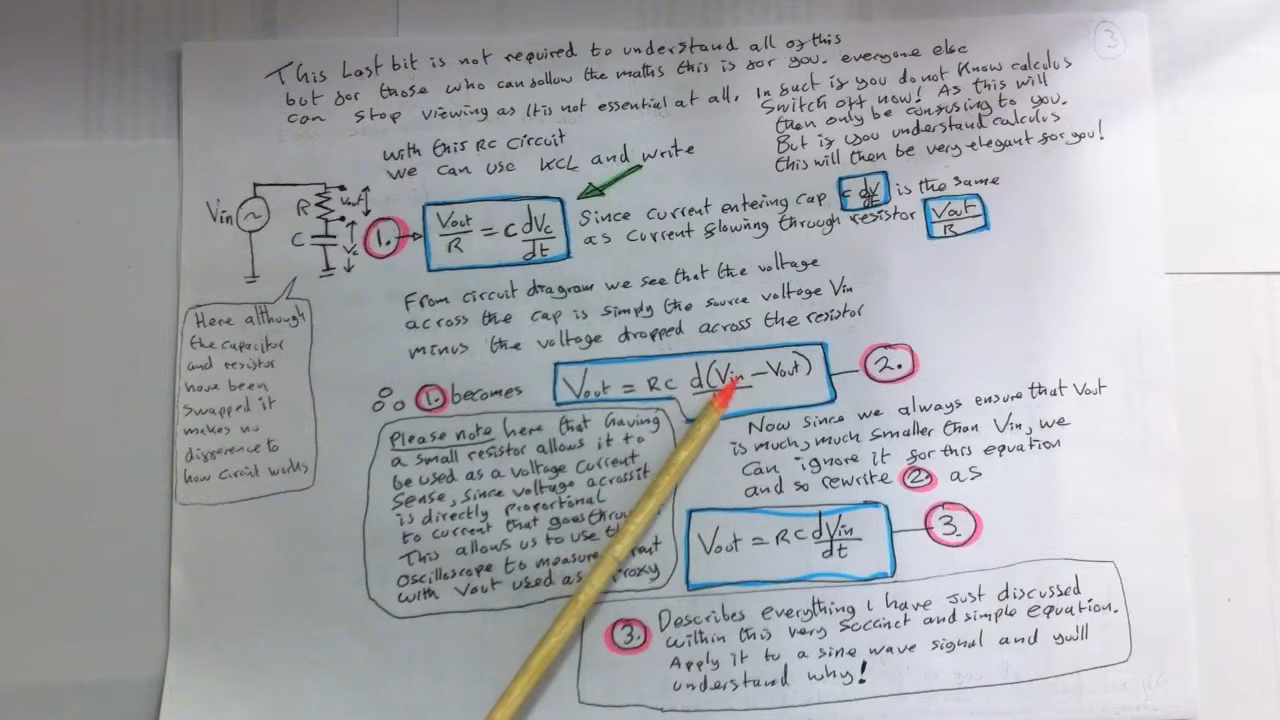 3
This Last bit is not required to understand all of this
but for those who can follow the maths this is for you. everyone else
can stop viewing as It is not essential at all. In fact if you do not know calculus
Switch off now! As this will
then only be confusing to you.
But if you understand calculus
this will then be very elegant for you!
with this RC circuit
we can use KCL and write
Vin
R
Vout
C
Vc
1.
Vout/R = C dVc/dt
Since current entering cap C dV/dt is the same
as current flowing through resistor Vout/R
Here although
the capacitor
and resistor
have been
swapped it
makes no
difference to
how circuit works
From circuit diagram we see that the voltage
across the cap is simply the source voltage Vin
minus the voltage dropped across the resistor
∴ 1. becomes
Vout = RC d(Vin - Vout)
2.
Please note here that having
a small resistor allows it to
be used as a voltage current
sense, since voltage across it
is directly proportional
to current that goes
This allows us to use
oscilloscope to measure
with Vout used as
Now since we always ensure that Vout
is much, much smaller than Vin, we
can ignore it for this equation
and so rewrite 2. as
Vout = RC dVin/dt
3.
3. Describes everything I have just discussed
within this very succinct and simple equation.
Apply it to a sine wave signal and you'll
understand why!